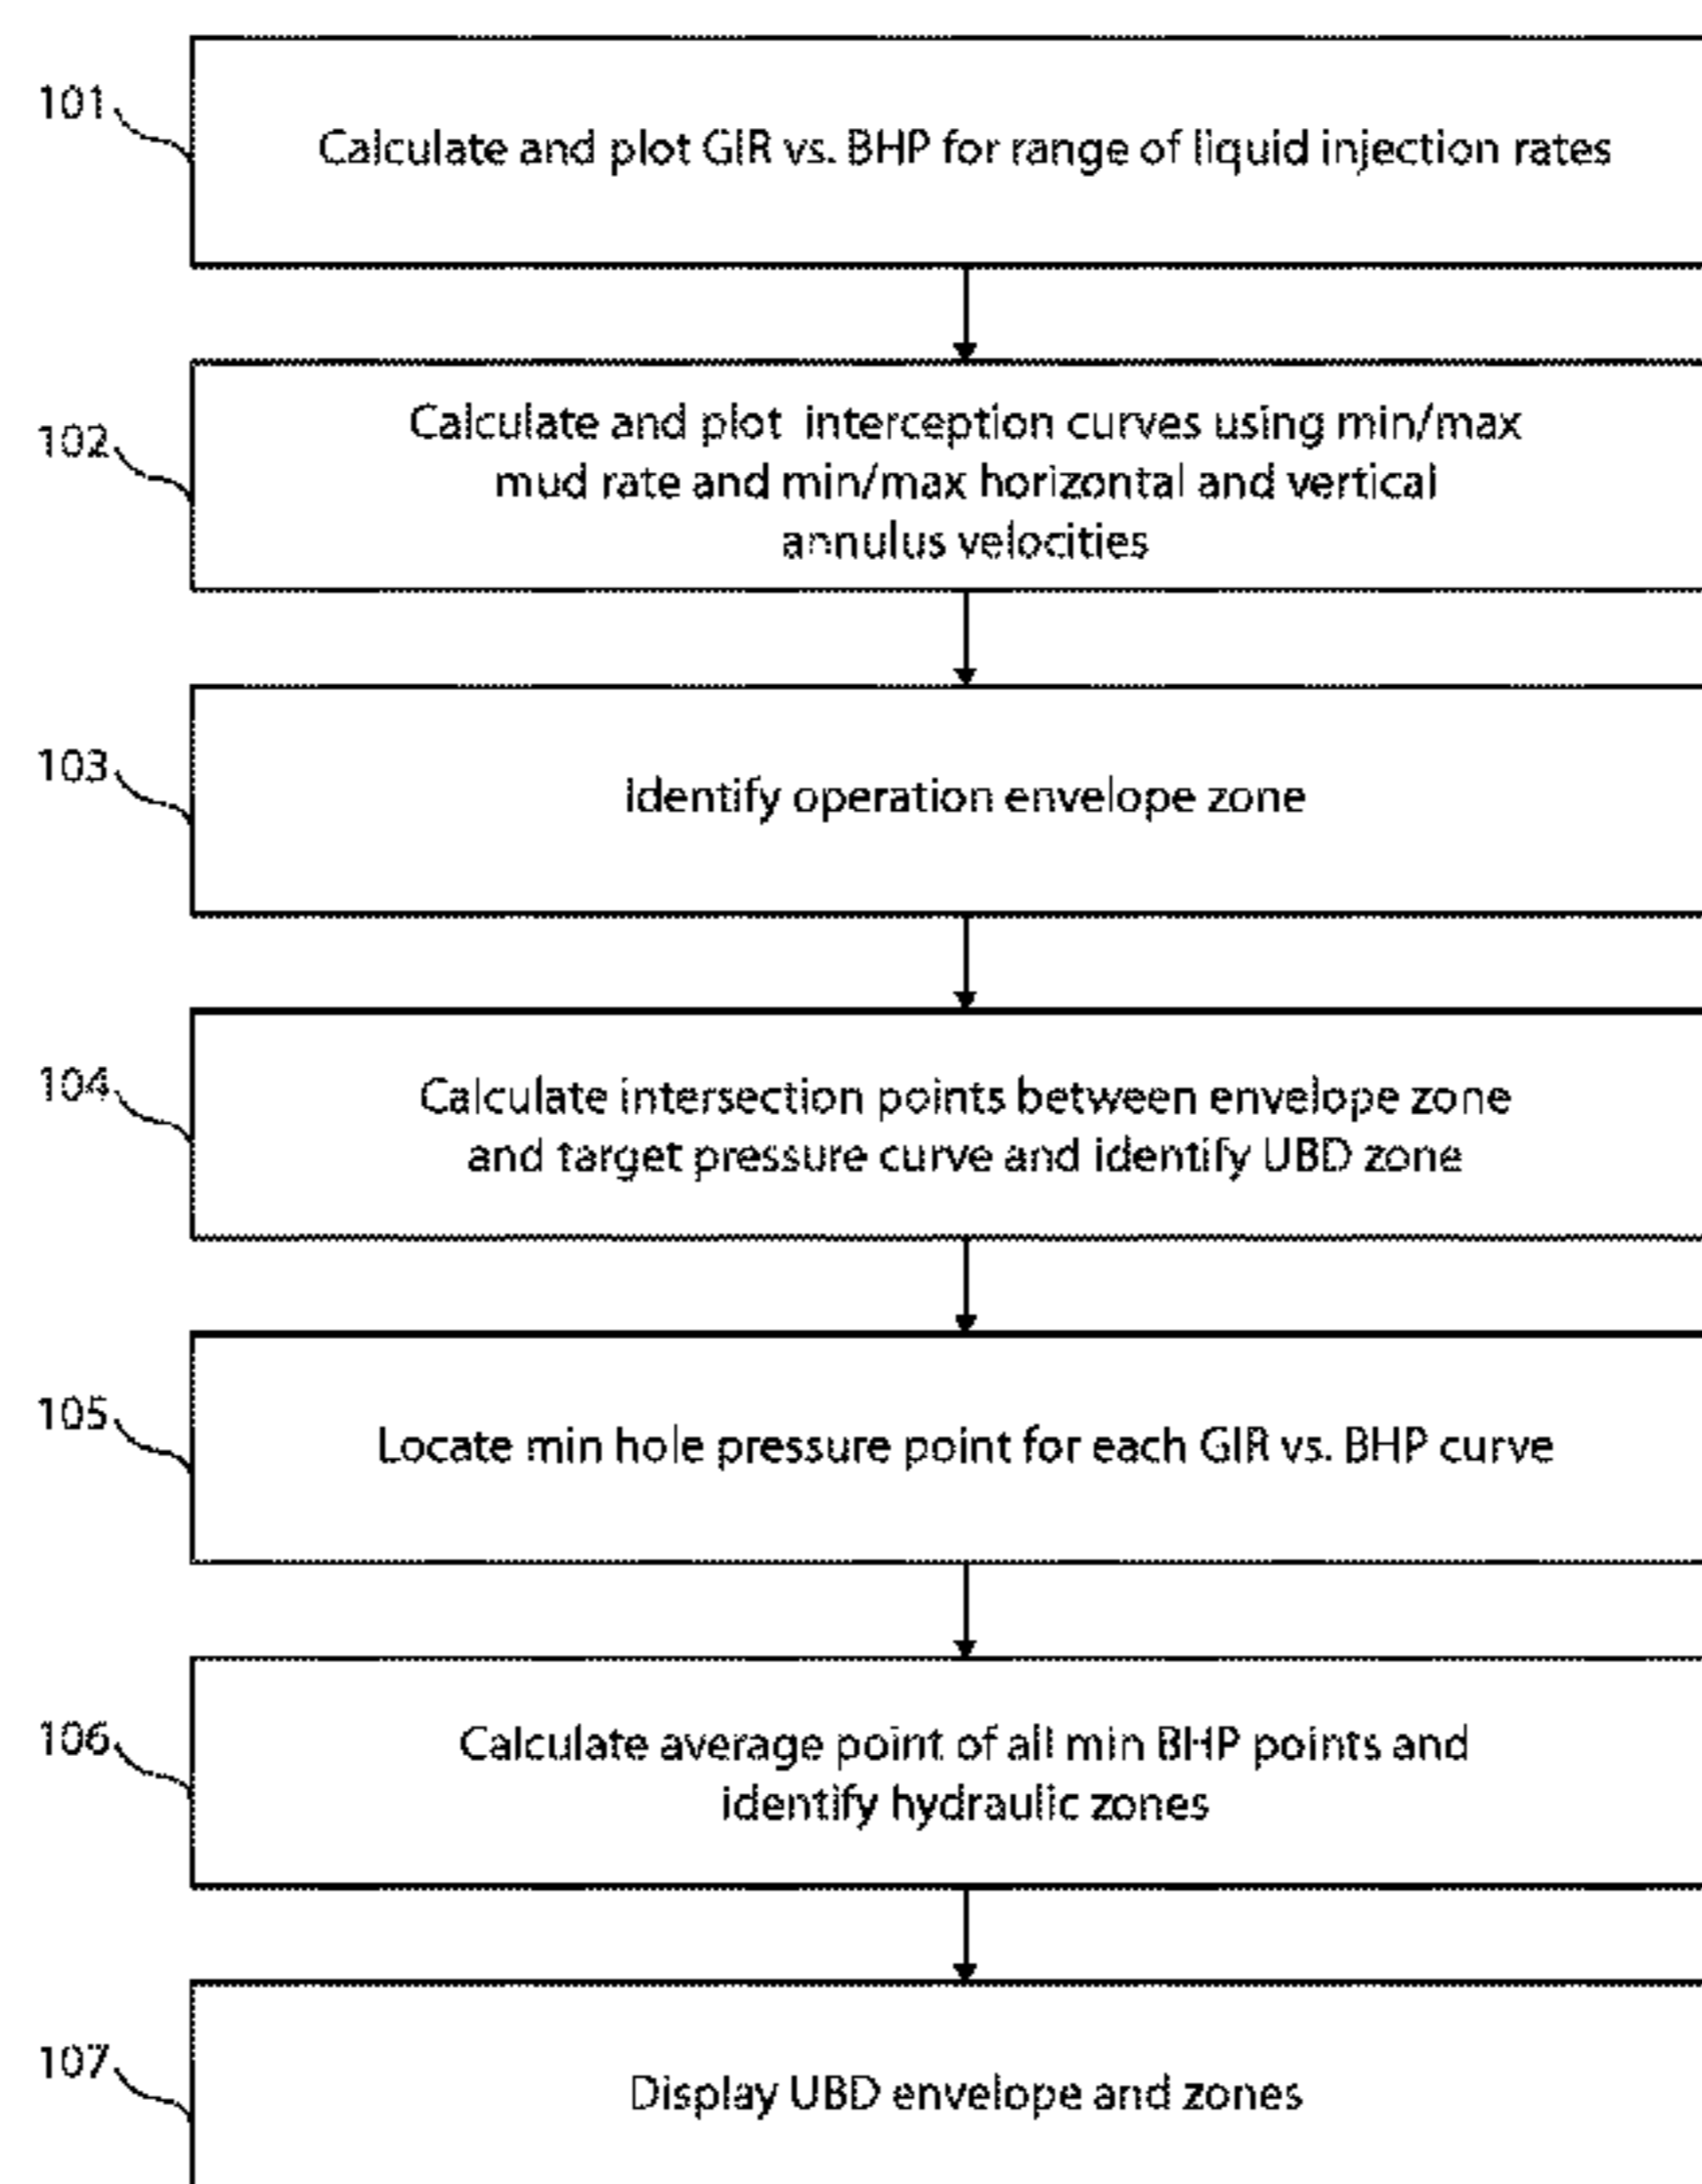 101
Calculate and plot GIR vs. BHP for range of liquid injection rates
102
Calculate and plot interception curves using min/max
mud rate and min/max horizontal and vertical
annulus velocities
103
Identify operation envelope zone
104
Calculate intersection points between envelope zone
and target pressure curve and identify UBD zone
105
Locate min hole pressure point for each GIR vs. BHP curve
106
Calculate average point of all min BHP points and
identify hydraulic zones
107
Display UBD envelope and zones